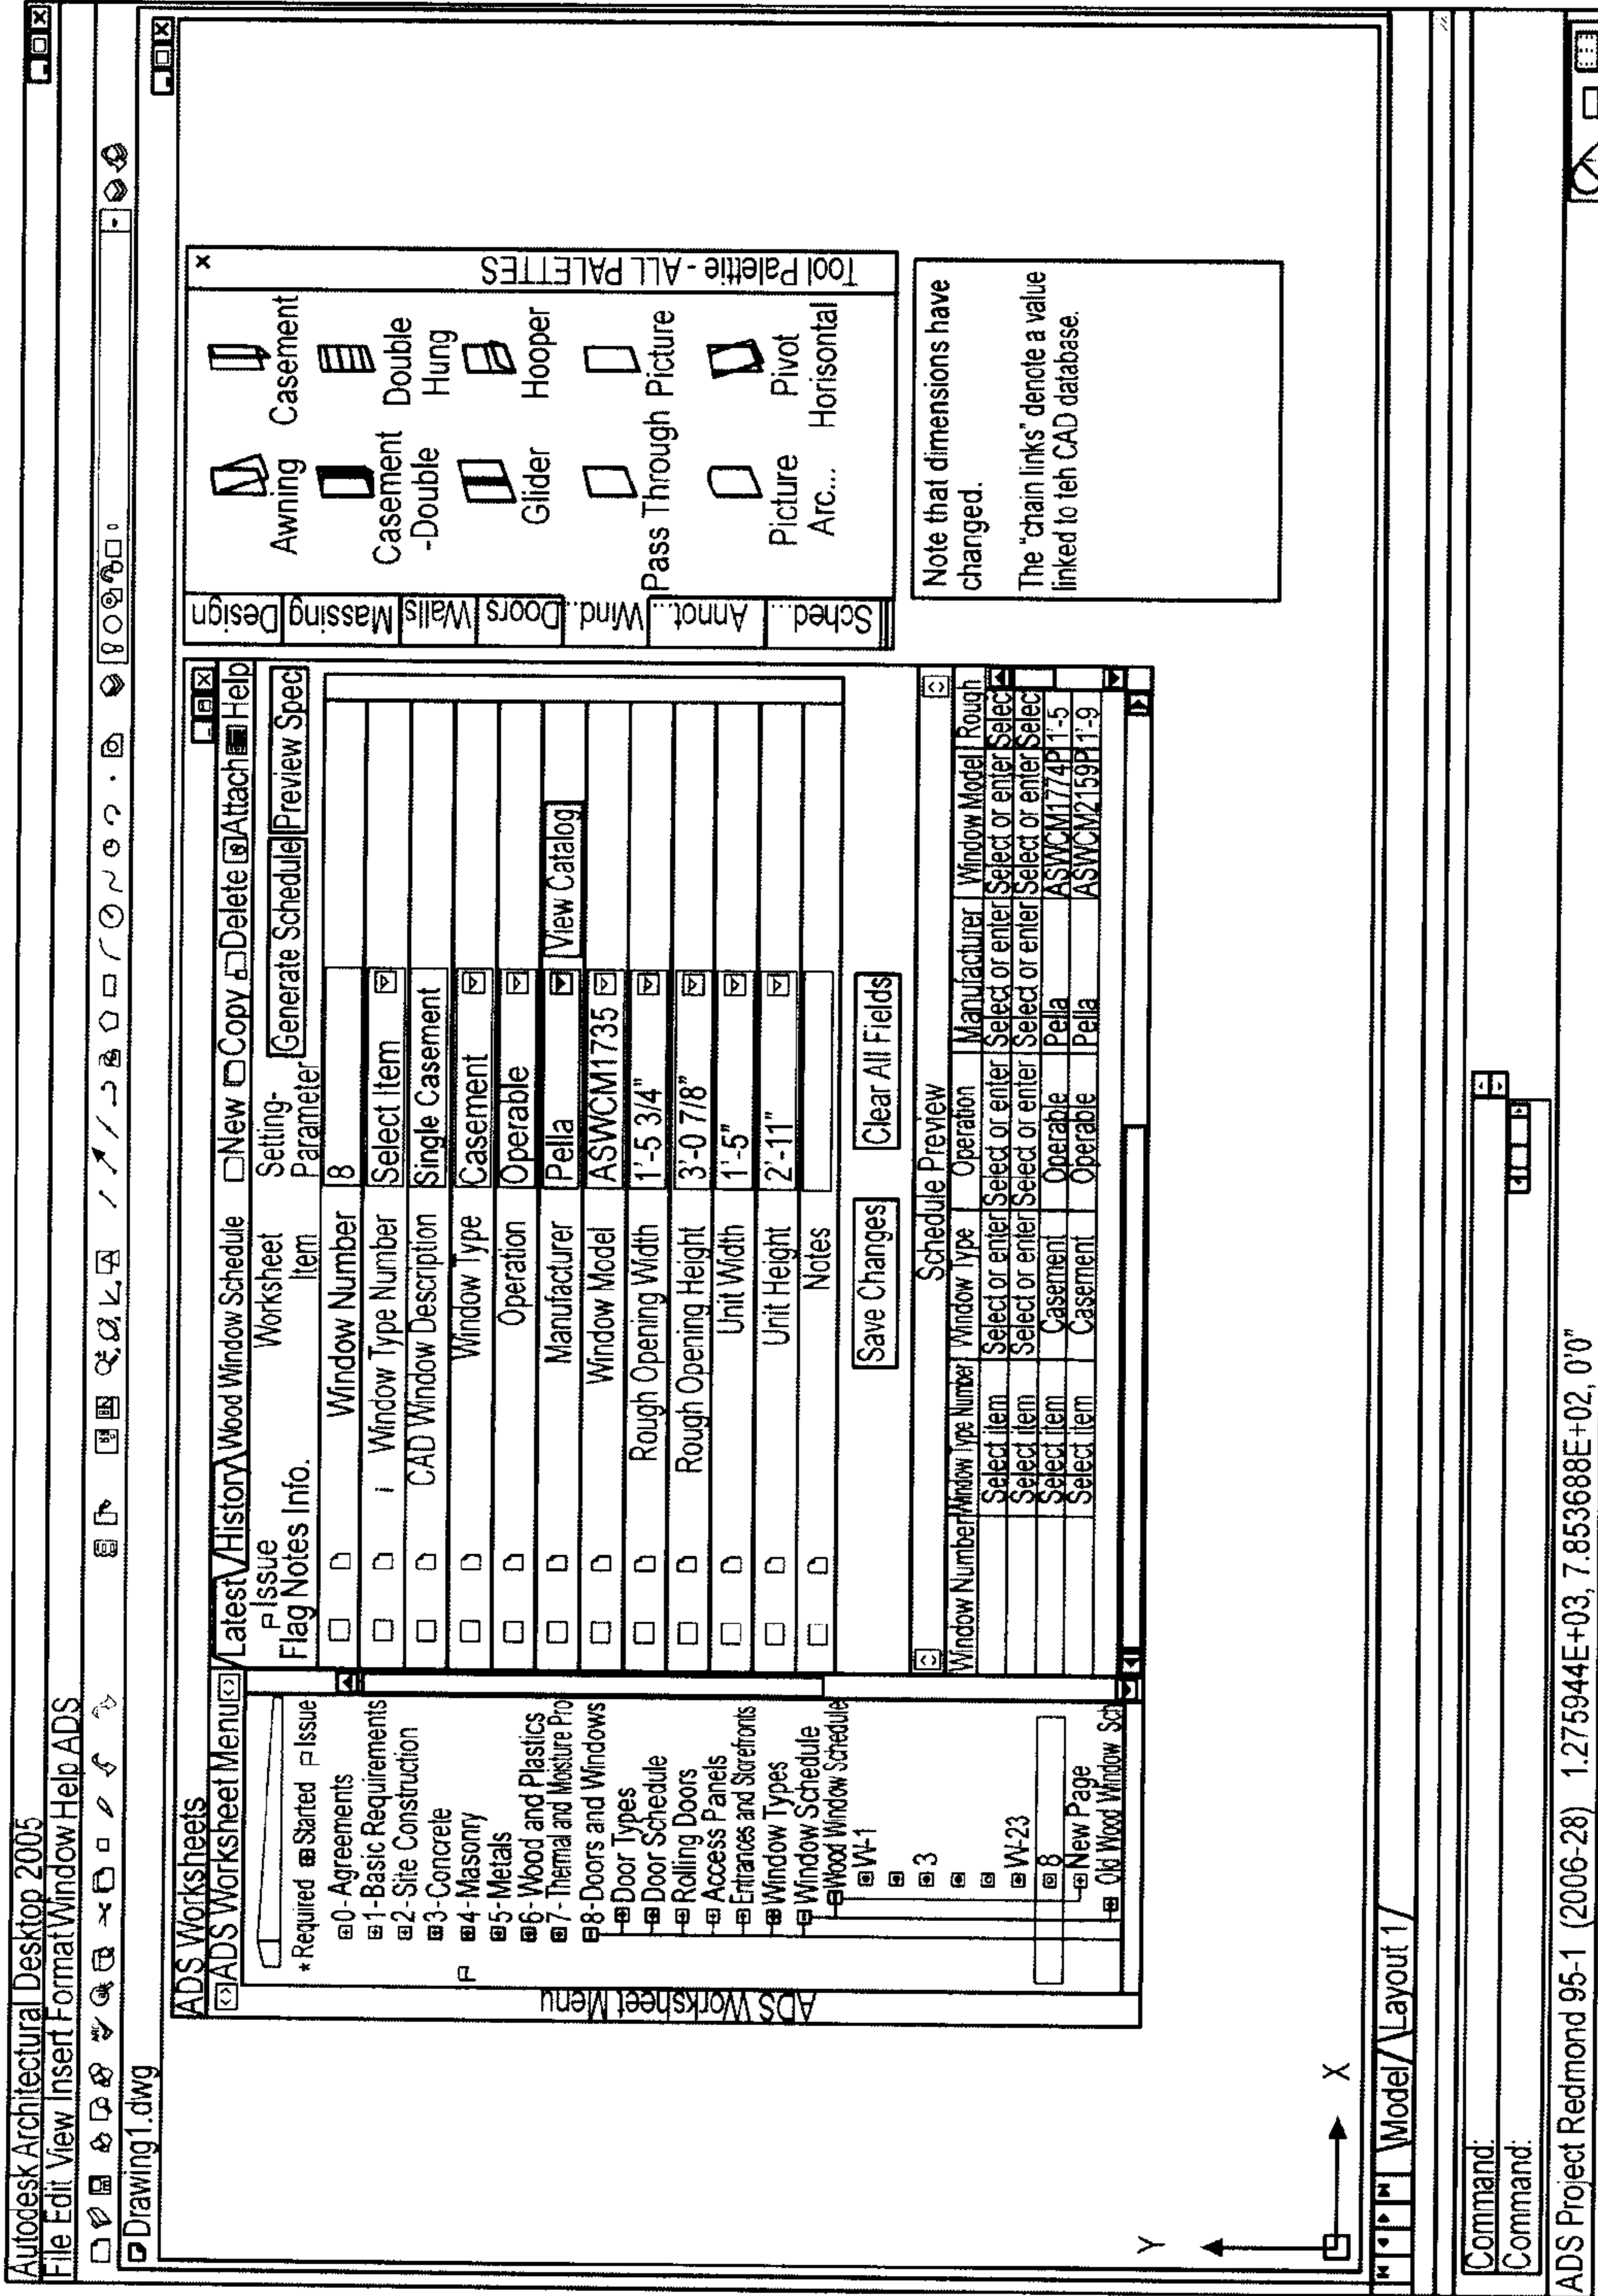 Autodesk Architectural Desktop 2005
File Edit View Insert Format Window Help ADS
Drawing1.dwg
ADS Worksheets
ADS Worksheet Menu
*Required Started Issue
0- Agreements
1-Basic Requirements
2-Site Construction
3-Concrete
4-Masonry
5-Metals
6- Wood and Plastics
7- Thermal and Moisture Pro
8-Doors and Windows
Door Types
Door Schedule
Rolling Doors
Access Panels
Entrances and Storefronts
Window Types
Window Schedule
Wood Window Schedule
W-1
3
W-23
8
New Page
Old Wood Window Sch
ADS Worksheet Menu
Latest History Wood Window Schedule New Copy Delete Attach Help
Issue Worksheet Setting- Generate Schedule Preview Spec
Flag Notes Info. Item Parameter
Window Number 8
i Window Type Number Select Item
CAD Window Description Single Casement
Window Type Casement
Operation Operable
Manufacturer Pella View Catalog
Window Model ASWCM1735
Rough Opening Width 1'-5 3/4"
Rough Opening Height 3'-0 7/8"
Unit Wdth 1'-5"
Unit Height 2'-11"
Notes
Save Changes Clear All Fields
Schedule Preview
Window Number Window Type Number Window Type Operation Manufacturer Window Model Rough
Select item Select or enter Select or enter Select or enter Select or enter Selec
Select item Select or enter Select or enter Select or enter Select or enter Selec
Select item Casement Operable Pella ASWCM1774P 1'-5
Select item Casement Operable Pella ASWCM2159P 1'-9
Design
Massing
Walls
Doors
Wind...
Annot...
Sched...
Awning Casement
Casement -Double Double Hung
Glider Hooper
Pass Through Picture
Picture Arc... Pivot Horisontal
Tool Palettie - ALL PALETTES
Note that dimensions have
changed.
The "chain links" denote a value
linked to teh CAD database.
Y
X
Model Layout 1
Command:
Command:
ADS Project Redmond 95-1 (2006-28) 1.275944E+03, 7.853688E+02, 0'0"